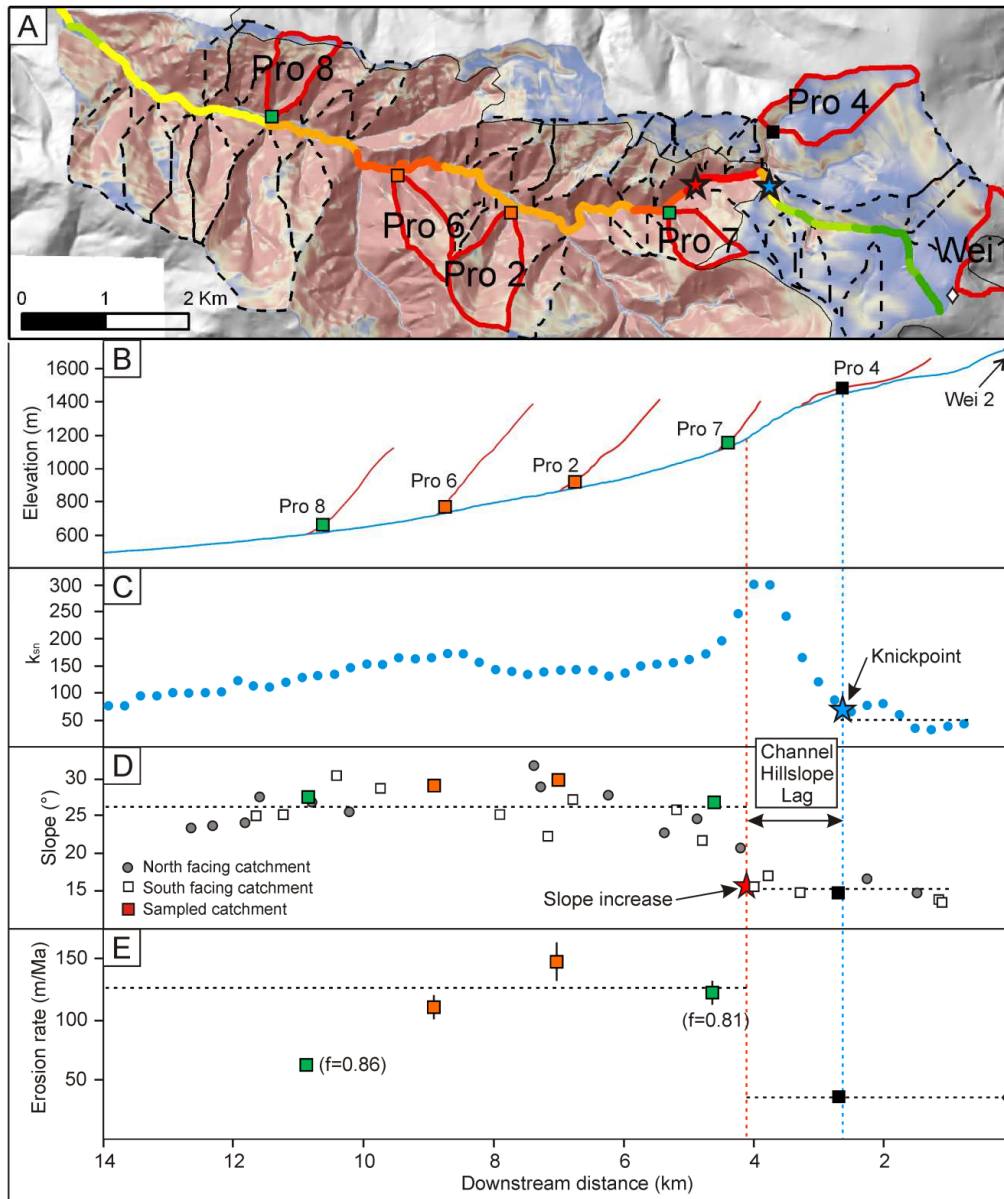 A
Pro 8
Pro 4
Pro 6
Pro 2
Pro 7
Wei
0 1 2 Km
B
1600
1400
1200
1000
800
600
Elevation (m)
Pro 8
Pro 6
Pro 2
Pro 7
Pro 4
Wei 2
C
300
250
200
150
100
50
ksn
Knickpoint
D
30
25
20
15
Slope (°)
Channel
Hillslope
Lag
North facing catchment
South facing catchment
Sampled catchment
Slope increase
E
150
100
50
Erosion rate (m/Ma)
(f=0.86)
(f=0.81)
14 12 10 8 6 4 2
Downstream distance (km)